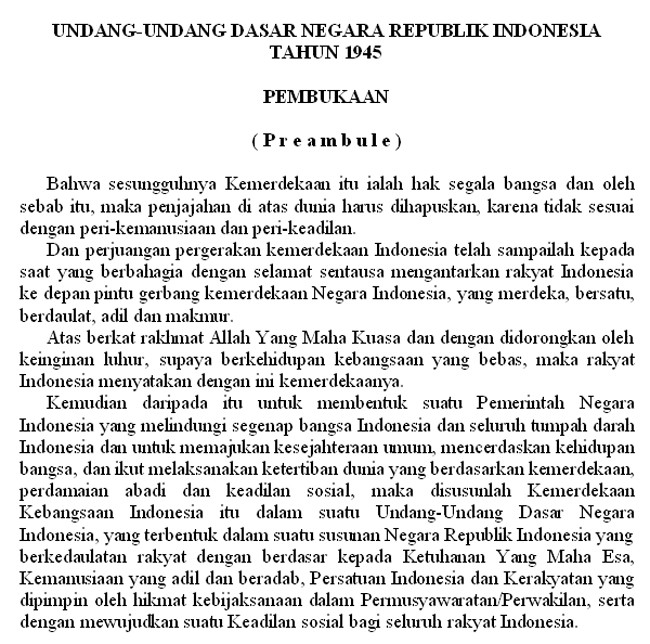 UNDANG-UNDANG DASAR NEGARA REPUBLIK INDONESIA
TAHUN 1945
PEMBUKAAN
( P r e a m b u l e )
Bahwa sesungguhnya Kemerdekaan itu ialah hak segala bangsa dan oleh
sebab itu, maka penjajahan di atas dunia harus dihapuskan, karena tidak sesuai
dengan peri-kemanusiaan dan peri-keadilan.
Dan perjuangan pergerakan kemerdekaan Indonesia telah sampailah kepada
saat yang berbahagia dengan selamat sentausa mengantarkan rakyat Indonesia
ke depan pintu gerbang kemerdekaan Negara Indonesia, yang merdeka, bersatu,
berdaulat, adil dan makmur.
Atas berkat rakhmat Allah Yang Maha Kuasa dan dengan didorongkan oleh
keinginan luhur, supaya berkehidupan kebangsaan yang bebas, maka rakyat
Indonesia menyatakan dengan ini kemerdekaanya.
Kemudian daripada itu untuk membentuk suatu Pemerintah Negara
Indonesia yang melindungi segenap bangsa Indonesia dan seluruh tumpah darah
Indonesia dan untuk memajukan kesejahteraan umum, mencerdaskan kehidupan
bangsa, dan ikut melaksanakan ketertiban dunia yang berdasarkan kemerdekaan,
perdamaian abadi dan keadilan sosial, maka disusunlah Kemerdekaan
Kebangsaan Indonesia itu dalam suatu Undang-Undang Dasar Negara
Indonesia, yang terbentuk dalam suatu susunan Negara Republik Indonesia yang
berkedaulatan rakyat dengan berdasar kepada Ketuhanan Yang Maha Esa,
Kemanusiaan yang adil dan beradab, Persatuan Indonesia dan Kerakyatan yang
dipimpin oleh hikmat kebijaksanaan dalam Permusyawaratan/Perwakilan, serta
dengan mewujudkan suatu Keadilan sosial bagi seluruh rakyat Indonesia.